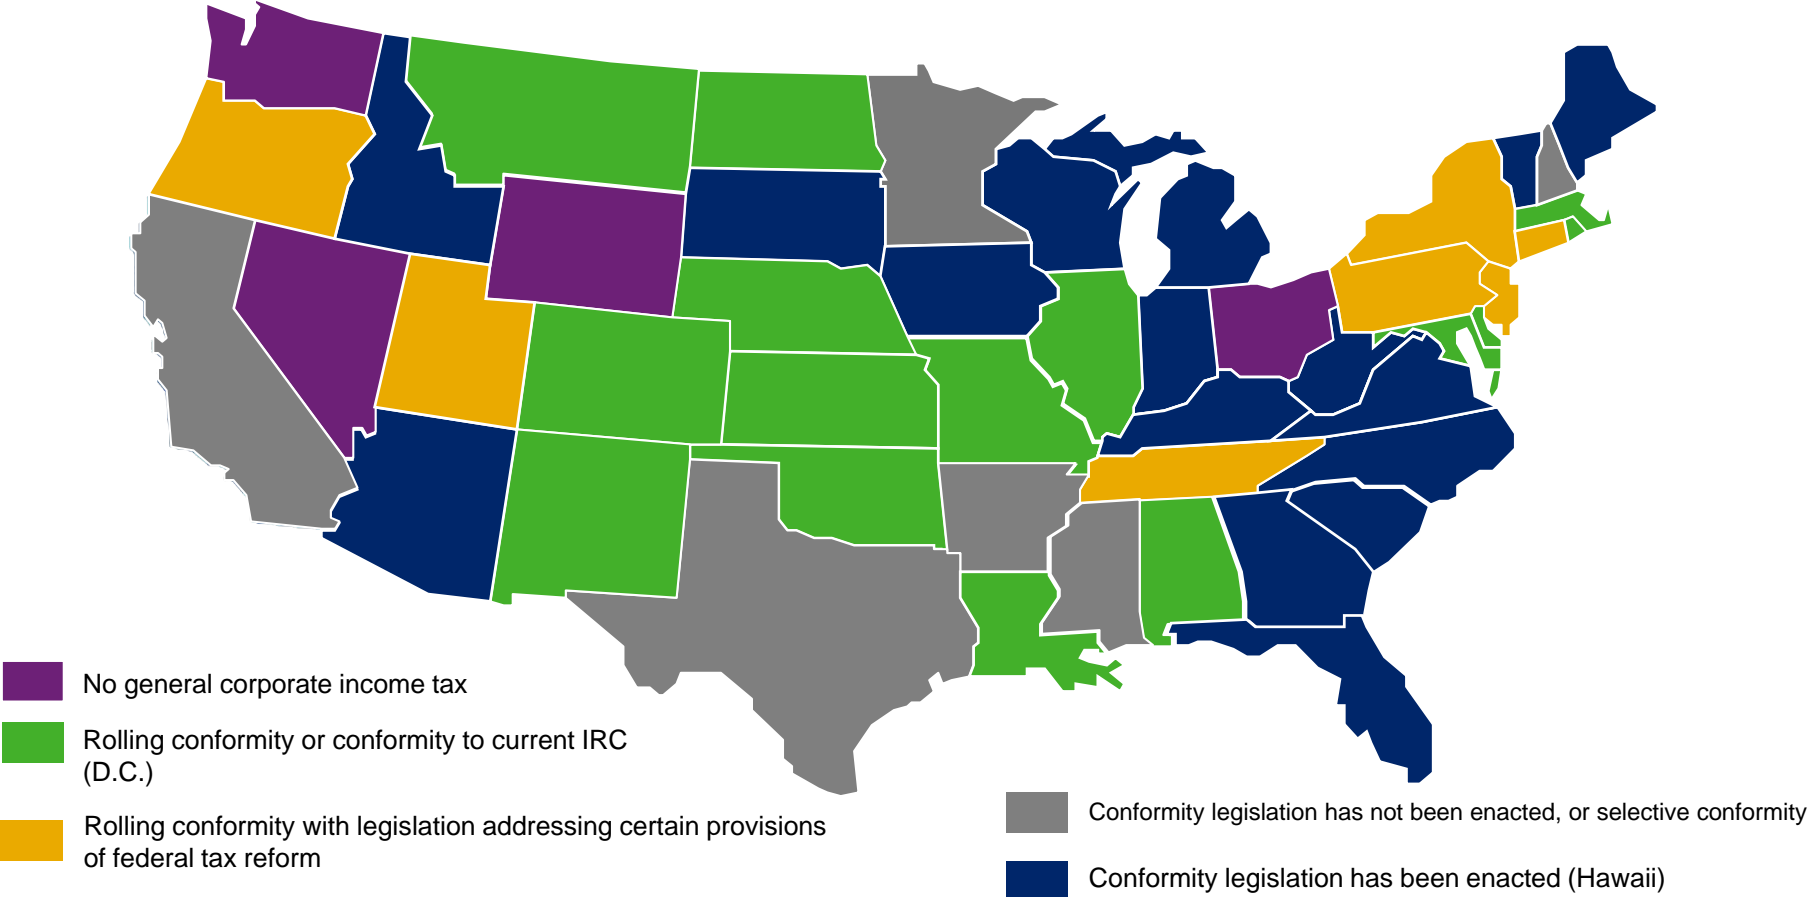 No general corporate income tax
Rolling conformity or conformity to current IRC
(D.C.)
Rolling conformity with legislation addressing certain provisions
of federal tax reform
Conformity legislation has not been enacted, or selective conformity
Conformity legislation has been enacted (Hawaii)